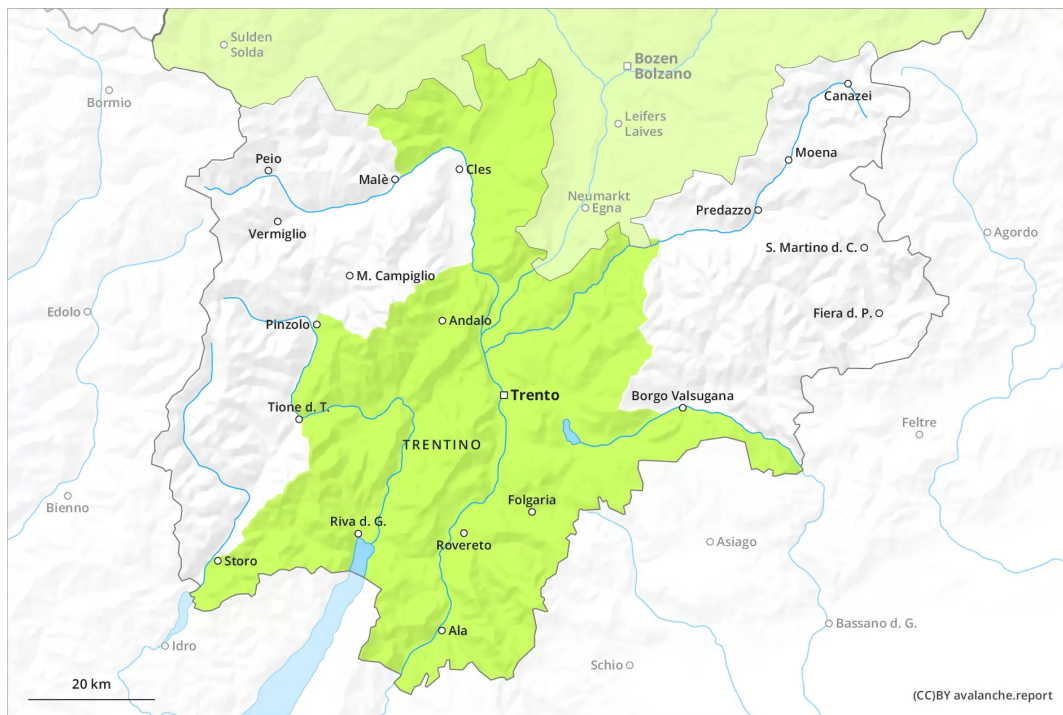 Sulden
Solda
Bozen
Bolzano
Bormio
Canazei
Leifers
Laives
Peio
Moena
Malè
Cles
Neumarkt
Egna
Predazzo
Vermiglio
Agordo
S. Martino d. C.
M. Campiglio
Edolo
Fiera d. P.
Pinzolo
Andalo
Trento
Borgo Valsugana
Tione d. T.
Feltre
TRENTINO
Bienno
Folgaria
Riva d. G.
Asiago
Rovereto
Storo
Bassano d. G.
Ala
Idro
Schio
20 km
(CC)BY avalanche.report